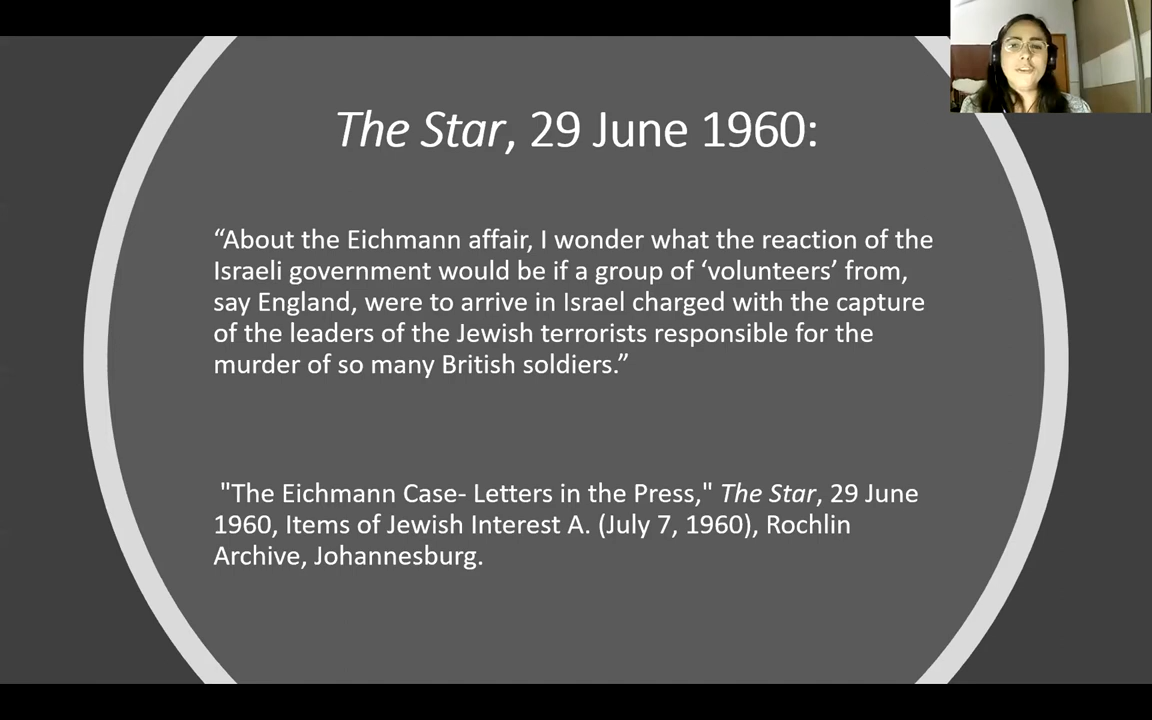 The Star, 29 June 1960:
“About the Eichmann affair, I wonder what the reaction of the
Israeli government would be if a group of ‘volunteers’ from,
say England, were to arrive in Israel charged with the capture
of the leaders of the Jewish terrorists responsible for the
murder of so many British soldiers.”
"The Eichmann Case- Letters in the Press," The Star, 29 June
1960, Items of Jewish Interest A. (July 7, 1960), Rochlin
Archive, Johannesburg.